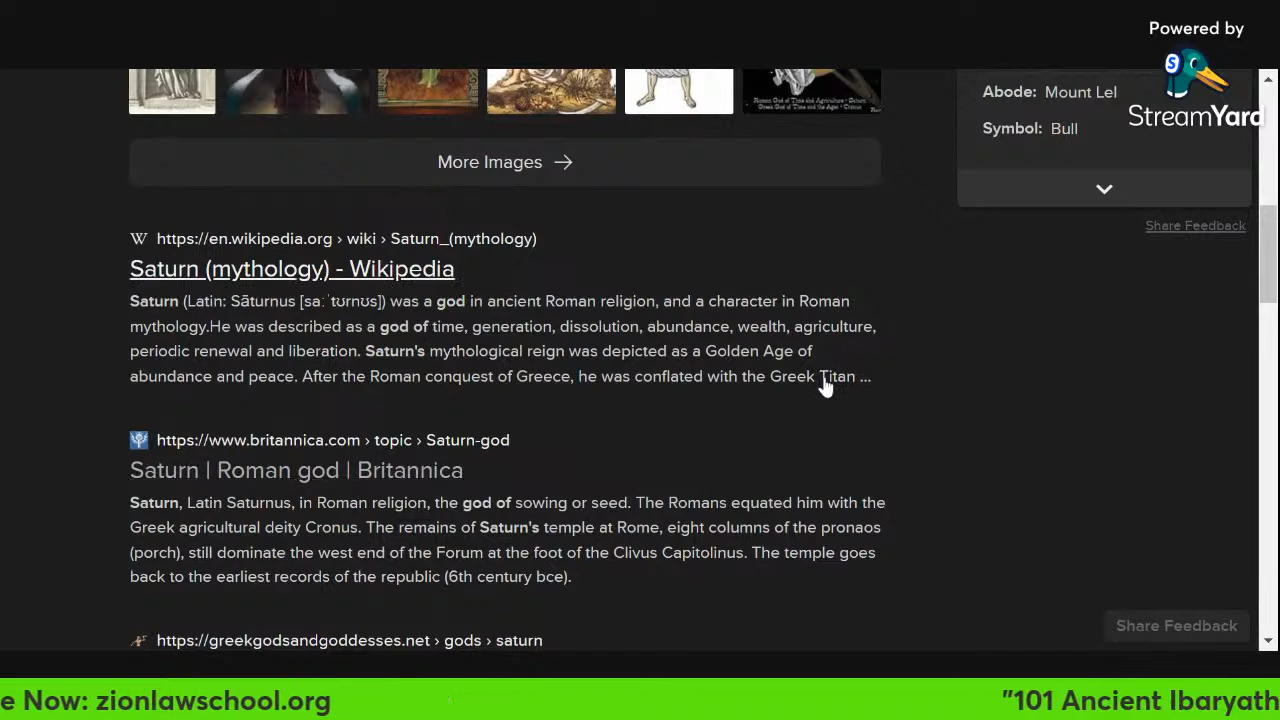 Powered by
StreamYard
Abode: Mount Lel
Symbol: Bull
More Images →
Share Feedback
https://en.wikipedia.org › wiki › Saturn_(mythology)
Saturn (mythology) - Wikipedia
Saturn (Latin: Sāturnus [saːˈtʊrnʊs]) was a god in ancient Roman religion, and a character in Roman
mythology.He was described as a god of time, generation, dissolution, abundance, wealth, agriculture,
periodic renewal and liberation. Saturn's mythological reign was depicted as a Golden Age of
abundance and peace. After the Roman conquest of Greece, he was conflated with the Greek Titan ...
https://www.britannica.com › topic › Saturn-god
Saturn | Roman god | Britannica
Saturn, Latin Saturnus, in Roman religion, the god of sowing or seed. The Romans equated him with the
Greek agricultural deity Cronus. The remains of Saturn's temple at Rome, eight columns of the pronaos
(porch), still dominate the west end of the Forum at the foot of the Clivus Capitolinus. The temple goes
back to the earliest records of the republic (6th century bce).
Share Feedback
https://greekgodsandgoddesses.net › gods › saturn
e Now: zionlawschool.org
"101 Ancient Ibaryath